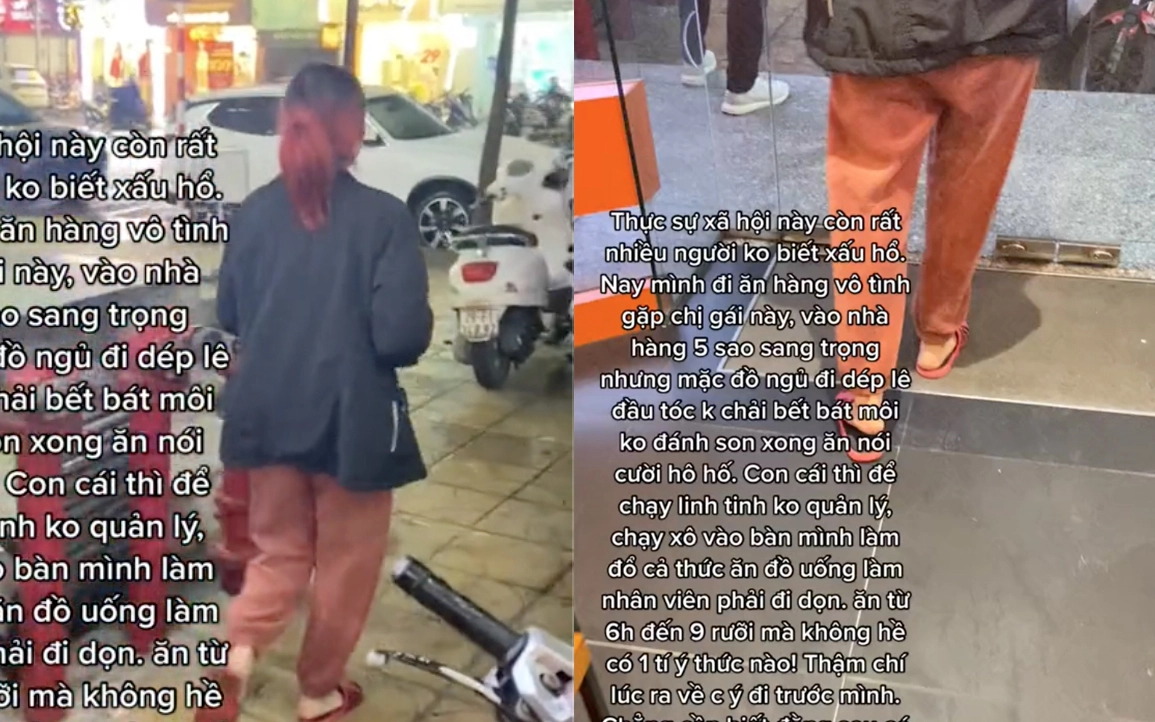 hội này còn rất
ko biết xấu hổ.
ăn hàng vô tình
i này, vào nhà
o sang trọng
đồ ngủ đi dép lê
hải bết bát môi
on xong ăn nói
Con cái thì để
inh ko quản lý,
o bàn mình làm
ăn đồ uống làm
hải đi dọn. ăn từ
ỡi mà không hề
29
Thực sự xã hội này còn rất
nhiều người ko biết xấu hổ.
Nay mình đi ăn hàng vô tình
gặp chị gái này, vào nhà
hàng 5 sao sang trọng
nhưng mặc đồ ngủ đi dép lê
đầu tóc k chải bết bát môi
ko đánh son xong ăn nói
cười hô hố. Con cái thì để
chạy linh tinh ko quản lý,
chạy xô vào bàn mình làm
đổ cả thức ăn đồ uống làm
nhân viên phải đi dọn. ăn từ
6h đến 9 rưỡi mà không hề
có 1 tí ý thức nào! Thậm chí
lúc ra về c ý đi trước mình.